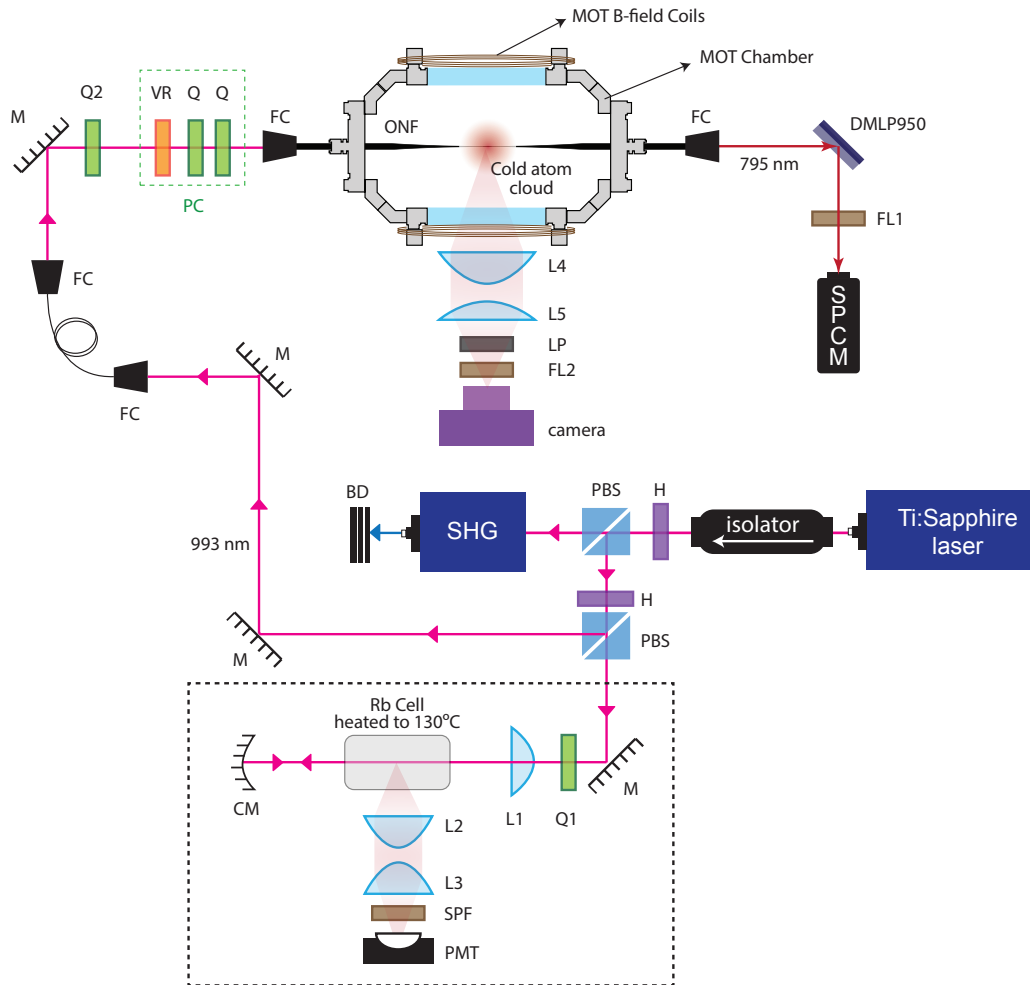 MOT B-field Coils
MOT Chamber
M
Q2
VR
Q
Q
FC
ONF
FC
DMLP950
Cold atom
cloud
795 nm
PC
FL1
FC
L4
SPCM
L5
M
LP
FL2
FC
camera
BD
PBS
H
SHG
isolator
Ti:Sapphire
laser
993 nm
H
PBS
M
Rb Cell
heated to 130ºC
CM
L1
Q1
M
L2
L3
SPF
PMT